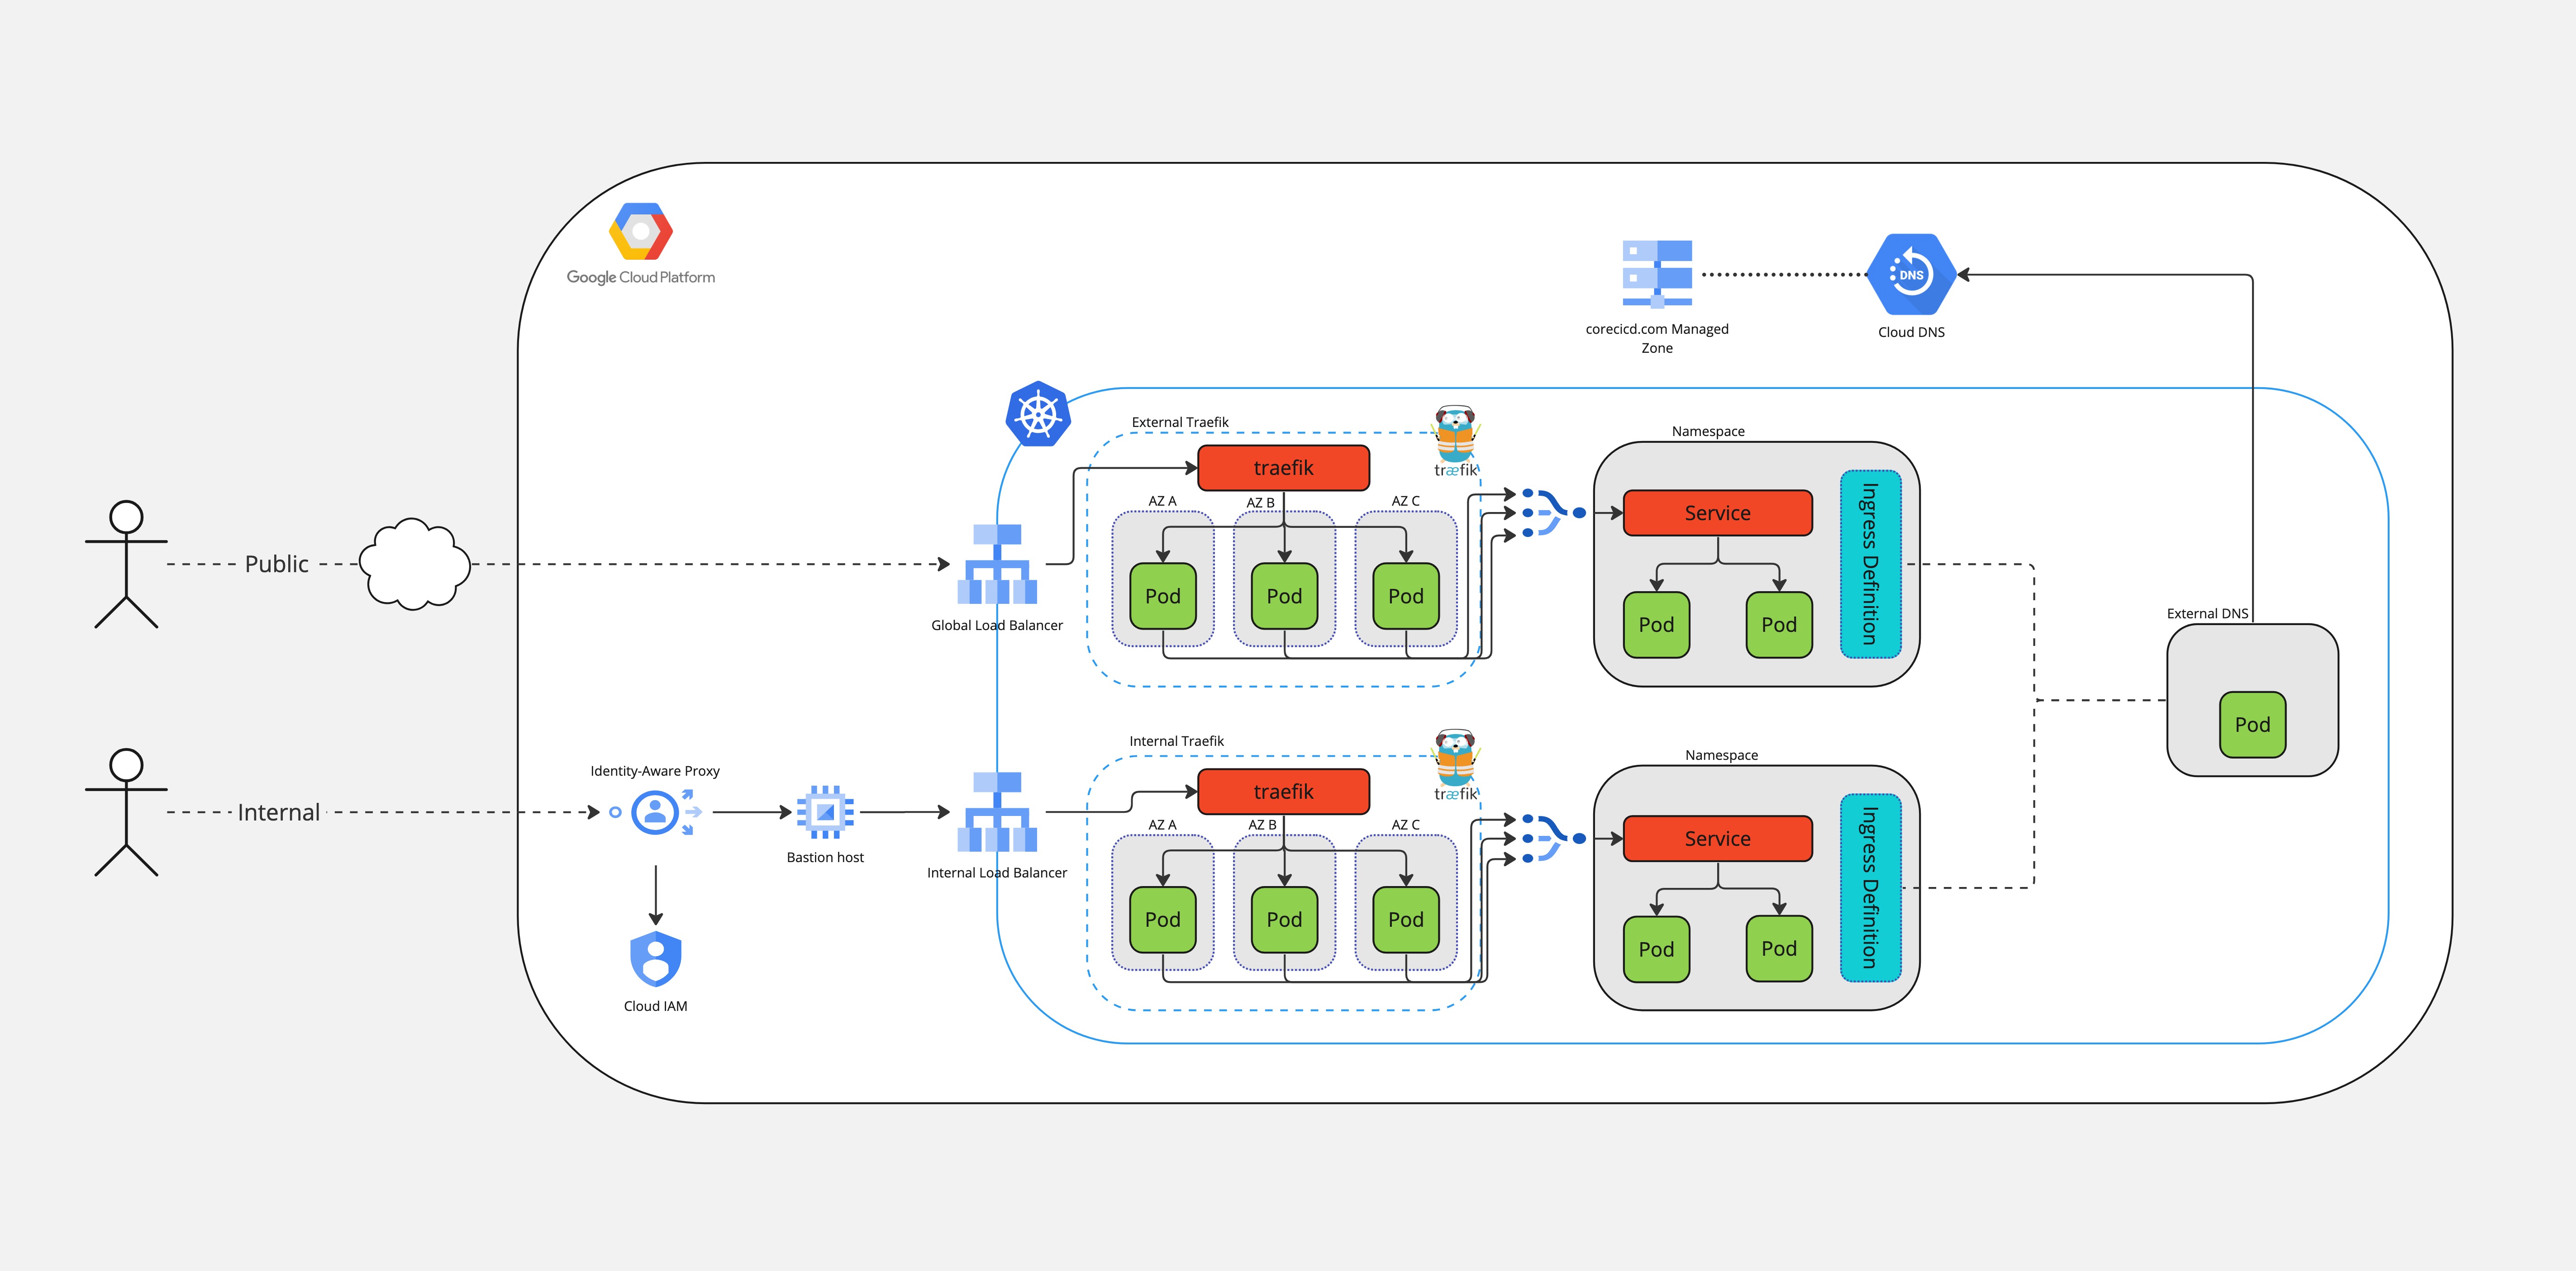 Google Cloud Platform
DNS
corecicd.com Managed
Zone
Cloud DNS
External Traefik
træfik
Namespace
traefik
AZ A
AZ B
AZ C
Service
Ingress Definition
Public
Pod
Pod
Pod
Pod
Pod
Global Load Balancer
External DNS
Pod
Internal Traefik
træfik
Namespace
Identity-Aware Proxy
traefik
Internal
AZ A
AZ B
AZ C
Service
Ingress Definition
Bastion host
Internal Load Balancer
Pod
Pod
Pod
Pod
Pod
Cloud IAM